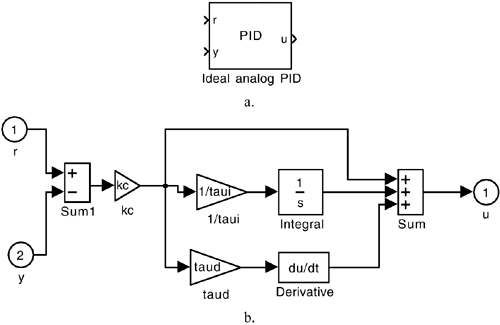 PID
r
y
u
Ideal analog PID
a.
1
r
+
−
Sum1
kc
kc
1/taui
1/taui
1
s
Integral
+
+
+
Sum
1
u
2
y
taud
taud
du/dt
Derivative
b.